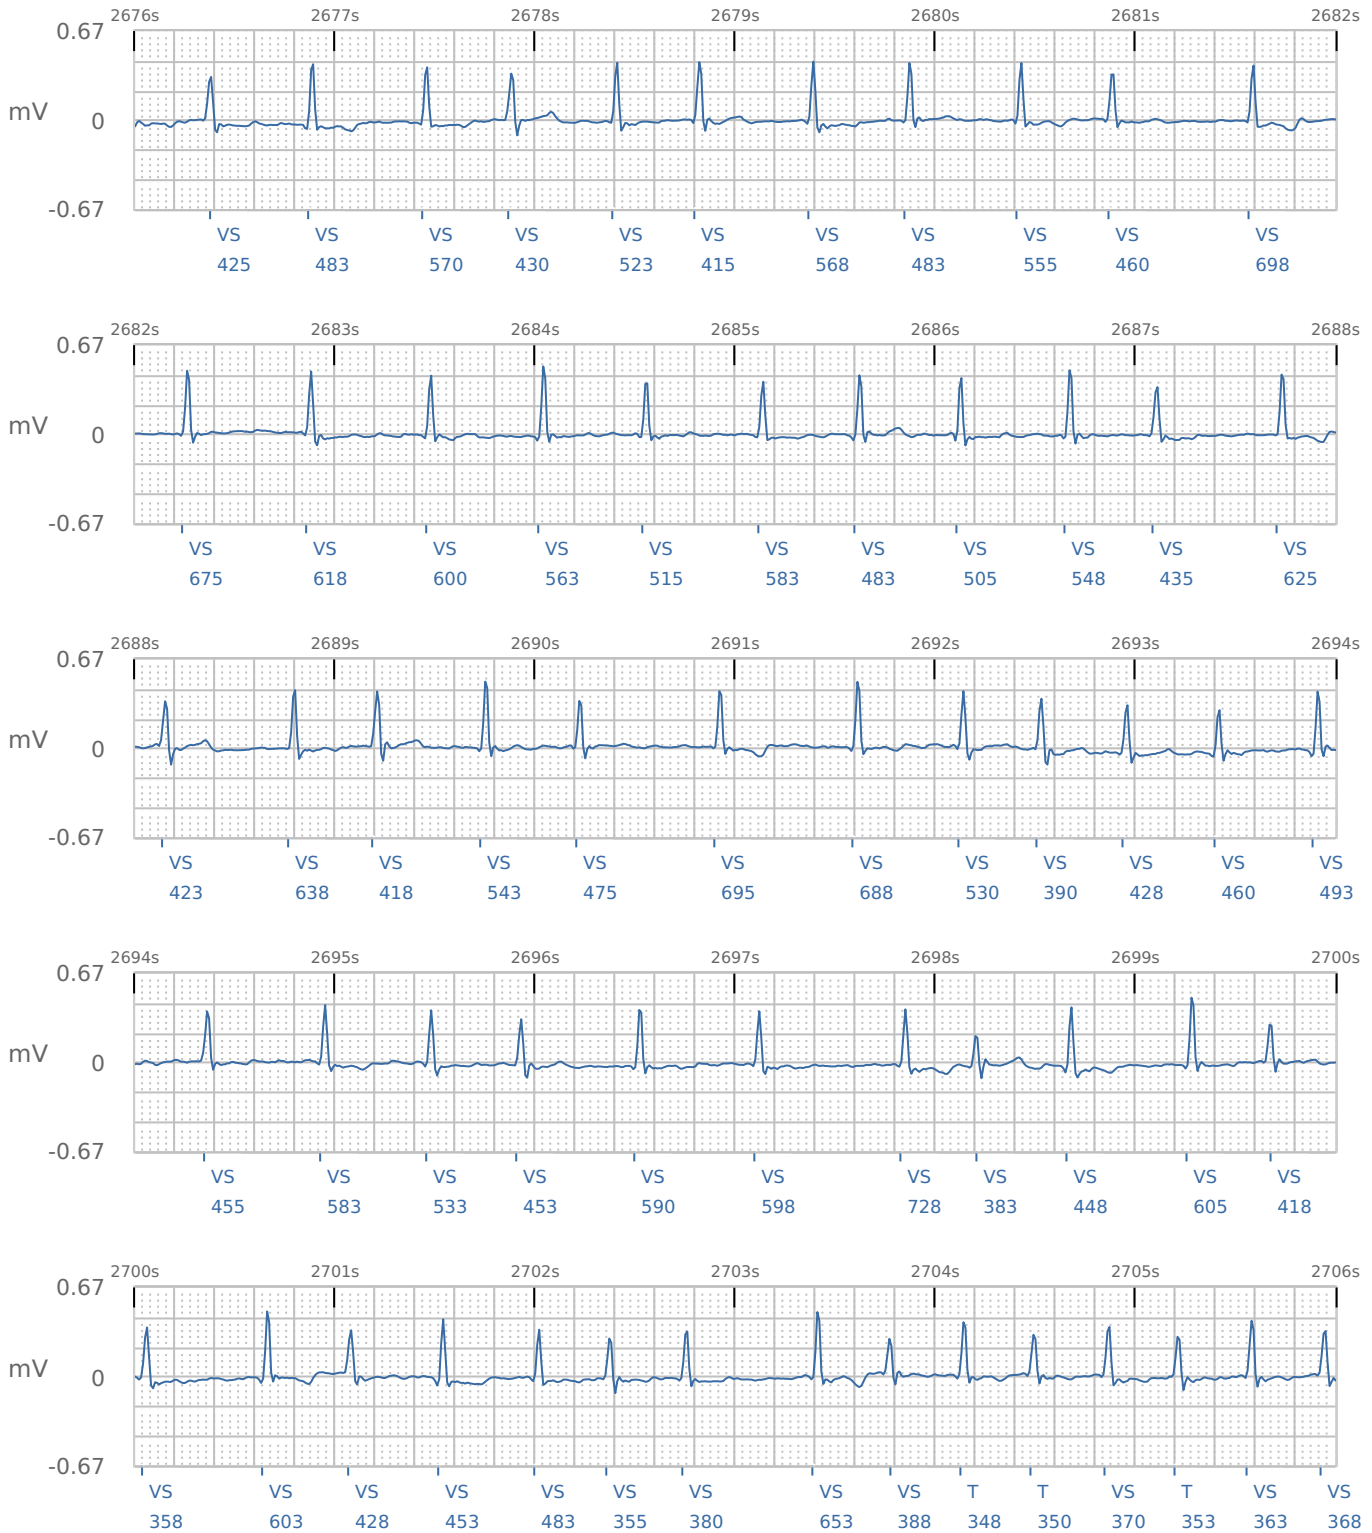 2676s 2677s 2678s 2679s 2680s 2681s 2682s
0.67
mV
0
-0.67
VS VS VS VS VS VS VS VS VS VS VS
425 483 570 430 523 415 568 483 555 460 698
2682s 2683s 2684s 2685s 2686s 2687s 2688s
0.67
mV
0
-0.67
VS VS VS VS VS VS VS VS VS VS VS
675 618 600 563 515 583 483 505 548 435 625
2688s 2689s 2690s 2691s 2692s 2693s 2694s
0.67
mV
0
-0.67
VS VS VS VS VS VS VS VS VS VS VS VS
423 638 418 543 475 695 688 530 390 428 460 493
2694s 2695s 2696s 2697s 2698s 2699s 2700s
0.67
mV
0
-0.67
VS VS VS VS VS VS VS VS VS VS VS
455 583 533 453 590 598 728 383 448 605 418
2700s 2701s 2702s 2703s 2704s 2705s 2706s
0.67
mV
0
-0.67
VS VS VS VS VS VS VS VS VS T T VS T VS VS
358 603 428 453 483 355 380 653 388 348 350 370 353 363 368